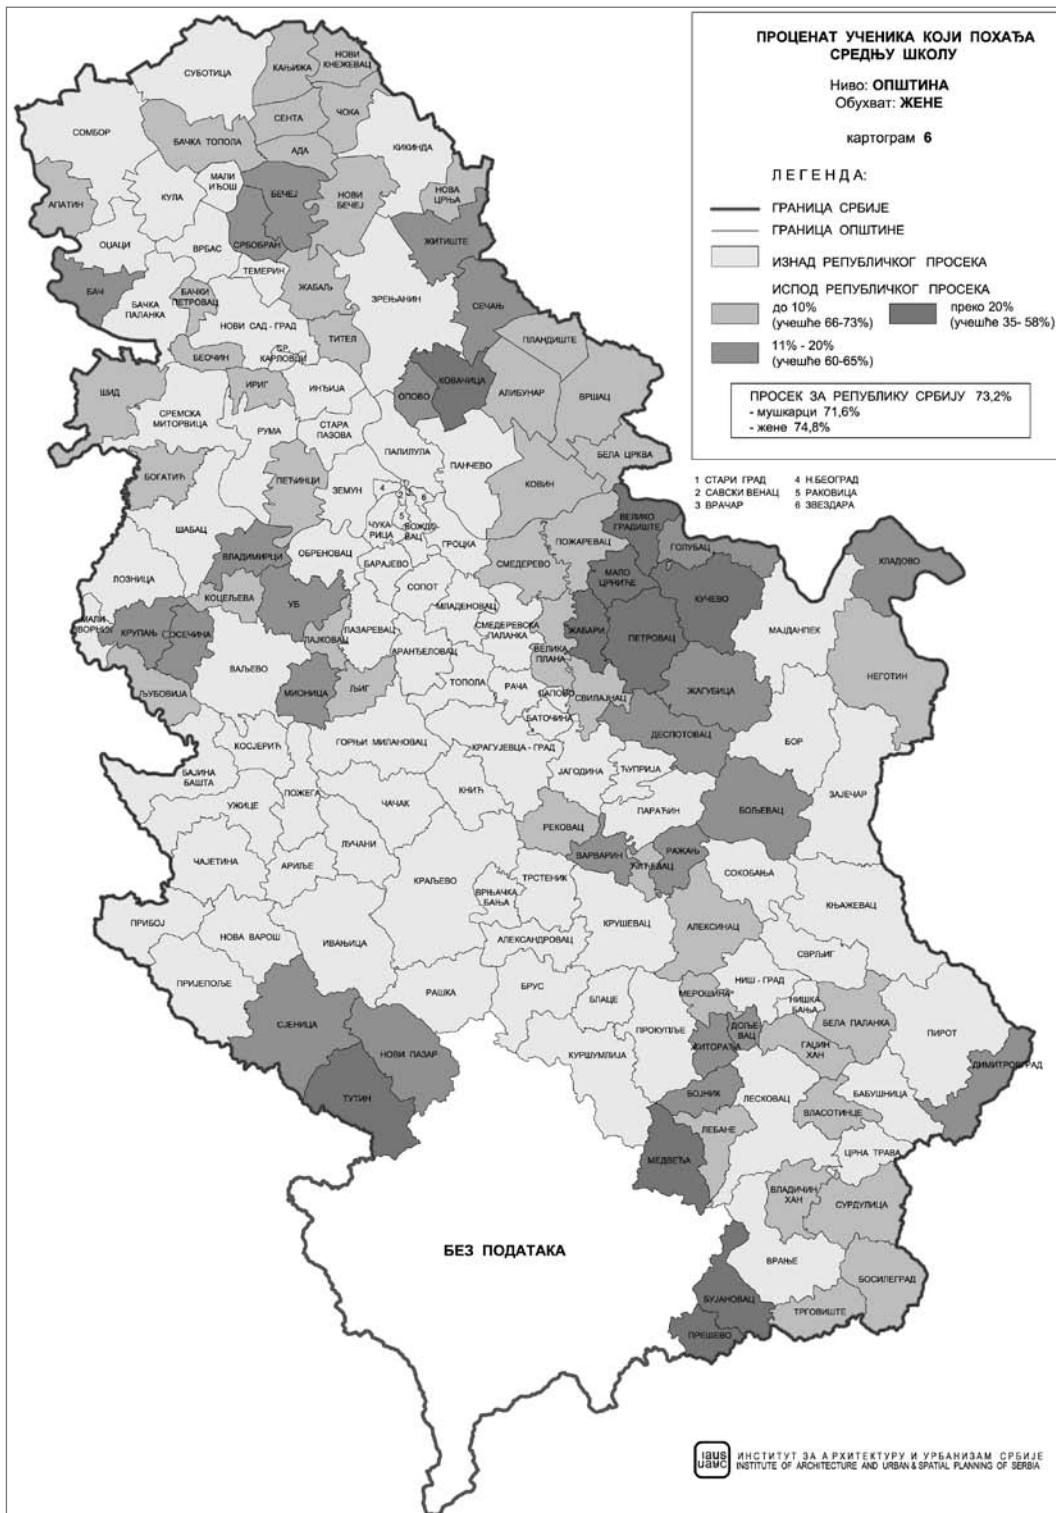 ПРОЦЕНАТ УЧЕНИКА КОЈИ ПОХАЂА
СРЕДЊУ ШКОЛУ
Ниво: ОПШТИНА
Обухват: ЖЕНЕ
картограм 6
ЛЕГЕНДА:
ГРАНИЦА СРБИЈЕ
ГРАНИЦА ОПШТИНЕ
ИЗНАД РЕПУБЛИЧКОГ ПРОСЕКА
ИСПОД РЕПУБЛИЧКОГ ПРОСЕКА
до 10%
(учешће 66-73%)
преко 20%
(учешће 35- 58%)
11% - 20%
(учешће 60-65%)
ПРОСЕК ЗА РЕПУБЛИКУ СРБИЈУ 73,2%
- мушкарци 71,6%
- жене 74,8%
1 СТАРИ ГРАД
2 САВСКИ ВЕНАЦ
3 ВРАЧАР
4 Н.БЕОГРАД
5 РАКОВИЦА
6 ЗВЕЗДАРА
СУБОТИЦА
КАЊИЖА
НОВИ
КНЕЖЕВАЦ
СОМБОР
СЕНТА
ЧОКА
БАЧКА ТОПОЛА
АДА
КИКИНДА
МАЛИ
ИЂОШ
АПАТИН
КУЛА
БЕЧЕЈ
НОВИ
БЕЧЕЈ
НОВА
ЦРЊА
ОЏАЦИ
ВРБАС
СРБОБРАН
ЖИТИШТЕ
ТЕМЕРИН
БАЧ
БАЧКА
ПАЛАНКА
БАЧКИ
ПЕТРОВАЦ
ЖАБАЉ
ЗРЕЊАНИН
СЕЧАЊ
НОВИ САД - ГРАД
ТИТЕЛ
ПЛАНДИШТЕ
СР.
КАРЛОВЦИ
БЕОЧИН
ШИД
ИРИГ
ИНЂИЈА
ОПОВО
КОВАЧИЦА
АЛИБУНАР
ВРШАЦ
СРЕМСКА
МИТРОВИЦА
РУМА
СТАРА
ПАЗОВА
ПАЛИЛУЛА
ПАНЧЕВО
БЕЛА ЦРКВА
БОГАТИЋ
ПЕЋИНЦИ
ЗЕМУН
4
2
6
5
КОВИН
ШАБАЦ
ЧУКА
РИЦА
ВОЖДО
ВАЦ
ВЕЛИКО
ГРАДИШТЕ
ВЛАДИМИРЦИ
ОБРЕНОВАЦ
ГРОЦКА
ПОЖАРЕВАЦ
ГОЛУБАЦ
КЛАДОВО
БАРАЈЕВО
СМЕДЕРЕВО
МАЛО
ЦРНИЋЕ
ЛОЗНИЦА
КОЦЕЉЕВА
УБ
СОПОТ
МЛАДЕНОВАЦ
КУЧЕВО
МАЛИ
ЗВОРНИК
КРУПАЊ
ОСЕЧИНА
ЛАЈКОВАЦ
ЛАЗАРЕВАЦ
СМЕДЕРЕВСКА
ПАЛАНКА
ЖАБАРИ
ПЕТРОВАЦ
МАЈДАНПЕК
АРАНЂЕЛОВАЦ
ВЕЛИКА
ПЛАНА
ВАЉЕВО
НЕГОТИН
ЉУБОВИЈА
МИОНИЦА
ЉИГ
ТОПОЛА
РАЧА
ЛАПОВО
СВИЛАЈНАЦ
ЖАГУБИЦА
БАТОЧИНА
ДЕСПОТОВАЦ
КОСЈЕРИЋ
ГОРЊИ МИЛАНОВАЦ
КРАГУЈЕВЦА - ГРАД
БОР
БАЈИНА
БАШТА
ПОЖЕГА
ЋУПРИЈА
ЈАГОДИНА
КНИЋ
ЗАЈЕЧАР
УЖИЦЕ
ЧАЧАК
ПАРАЋИН
БОЉЕВАЦ
РЕКОВАЦ
ЛУЧАНИ
ВАРВАРИН
РАЖАЊ
ЋИЋЕВАЦ
ЧАЈЕТИНА
АРИЉЕ
СОКОБАЊА
КРАЉЕВО
ВРЊАЧКА
БАЊА
ТРСТЕНИК
КЊАЖЕВАЦ
ПРИБОЈ
НОВА ВАРОШ
ИВАЊИЦА
КРУШЕВАЦ
АЛЕКСИНАЦ
АЛЕКСАНДРОВАЦ
СВРЉИГ
ПРИЈЕПОЉЕ
РАШКА
БРУС
БЛАЦЕ
МЕРОШИНА
НИШ - ГРАД
НИШКА
БАЊА
ПРОКУПЉЕ
СЈЕНИЦА
ДОЉЕ
ВАЦ
БЕЛА ПАЛАНКА
ПИРОТ
ЖИТОРАЂА
ГАЏИН
ХАН
НОВИ ПАЗАР
КУРШУМЛИЈА
ДИМИТРОВГРАД
БОЈНИК
ЛЕСКОВАЦ
БАБУШНИЦА
ТУТИН
ВЛАСОТИНЦЕ
ЛЕБАНЕ
МЕДВЕЂА
ЦРНА ТРАВА
ВЛАДИЧИН
ХАН
СУРДУЛИЦА
БЕЗ ПОДАТАКА
ВРАЊЕ
БОСИЛЕГРАД
БУЈАНОВАЦ
ТРГОВИШТЕ
ПРЕШЕВО
iaus
ИНСТИТУТ ЗА АРХИТЕКТУРУ И УРБАНИЗАМ СРБИЈЕ
INSTITUTE OF ARCHITECTURE AND URBAN & SPATIAL PLANNING OF SERBIA